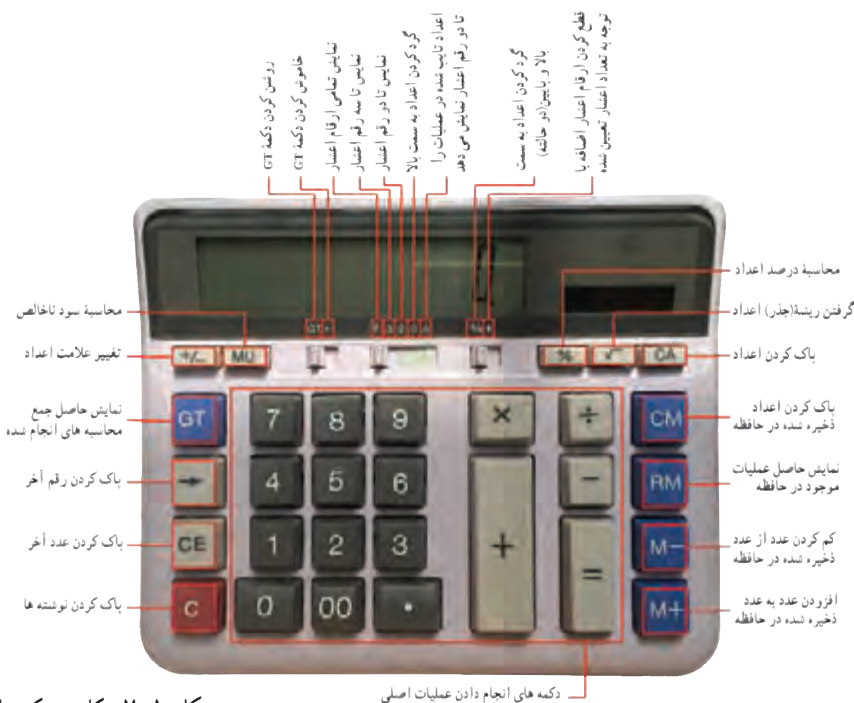 روشن کردن دکمهٔ GT
خاموش کردن دکمهٔ GT
نمایش تمامی ارقام اعشار
نمایش تا سه رقم اعشار
نمایش تا دو رقم اعشار
گرد کردن اعداد به سمت بالا
اعداد تایپ شده در عملیات را
تا دو رقم اعشار نمایش می دهد
گرد کردن اعداد به سمت
بالا و پایین(دو حالته)
قطع کردن ارقام اعشار اضافه با
توجه به تعداد اعشار تعیین شده
محاسبهٔ درصد اعداد
گرفتن ریشهٔ(جذر) اعداد
پاک کردن اعداد
پاک کردن اعداد
ذخیره شده در حافظه
نمایش حاصل عملیات
موجود در حافظه
کم کردن عدد از عدد
ذخیره شده در حافظه
افزودن عدد به عدد
ذخیره شده در حافظه
محاسبهٔ سود ناخالص
تغییر علامت اعداد
نمایش حاصل جمع
محاسبه های انجام شده
پاک کردن رقم آخر
پاک کردن عدد آخر
پاک کردن نوشته ها
GT F 3 2 0 A
+/− MU % √ CA
GT 7 8 9 × ÷ CM
→ 4 5 6 − RM
CE 1 2 3 + = M−
C 0 00 . M+
دکمه های انجام دادن عملیات اصلی